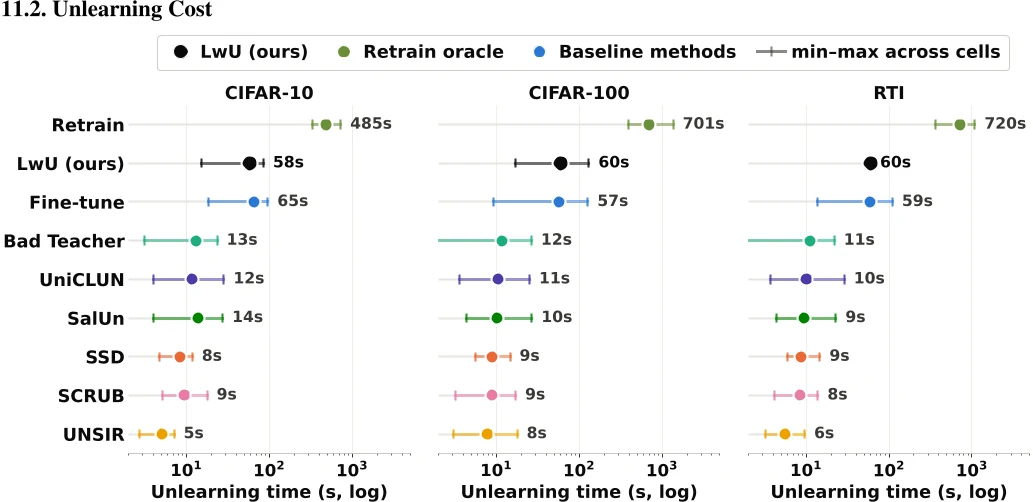 11.2. Unlearning Cost
LwU (ours) Retrain oracle Baseline methods min–max across cells
CIFAR-10 CIFAR-100 RTI
Retrain 485s 701s 720s
LwU (ours) 58s 60s 60s
Fine-tune 65s 57s 59s
Bad Teacher 13s 12s 11s
UniCLUN 12s 11s 10s
SalUn 14s 10s 9s
SSD 8s 9s 9s
SCRUB 9s 9s 8s
UNSIR 5s 8s 6s
10¹ 10² 10³ 10¹ 10² 10³ 10¹ 10² 10³
Unlearning time (s, log) Unlearning time (s, log) Unlearning time (s, log)